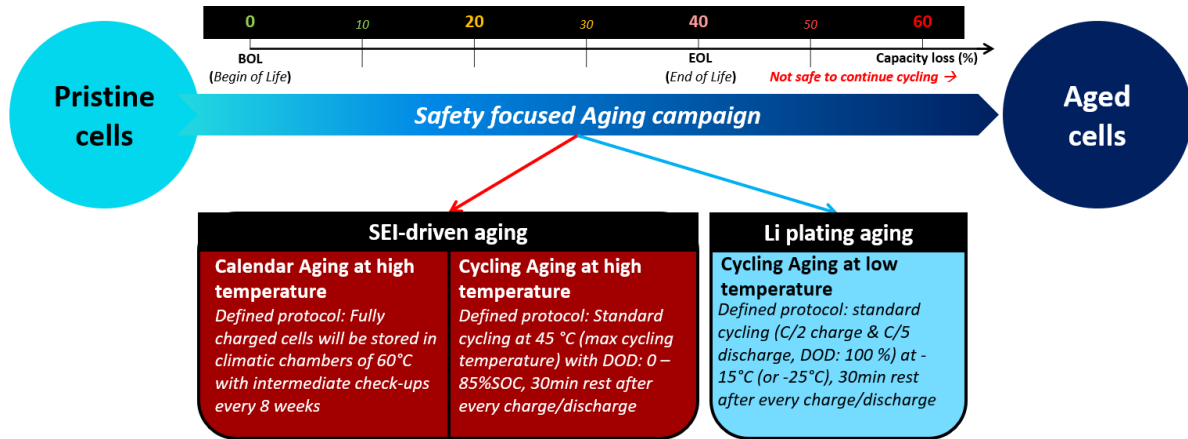 0 10 20 30 40 50 60
BOL EOL Capacity loss (%)
(Begin of Life) (End of Life) Not safe to continue cycling →
Pristine
cells
Safety focused Aging campaign
Aged
cells
SEI-driven aging
Calendar Aging at high
temperature
Defined protocol: Fully
charged cells will be stored in
climatic chambers of 60°C
with intermediate check-ups
every 8 weeks
Cycling Aging at high
temperature
Defined protocol: Standard
cycling at 45 °C (max cycling
temperature) with DOD: 0 –
85%SOC, 30min rest after
every charge/discharge
Li plating aging
Cycling Aging at low
temperature
Defined protocol: standard
cycling (C/2 charge & C/5
discharge, DOD: 100 %) at -
15°C (or -25°C), 30min rest
after every charge/discharge